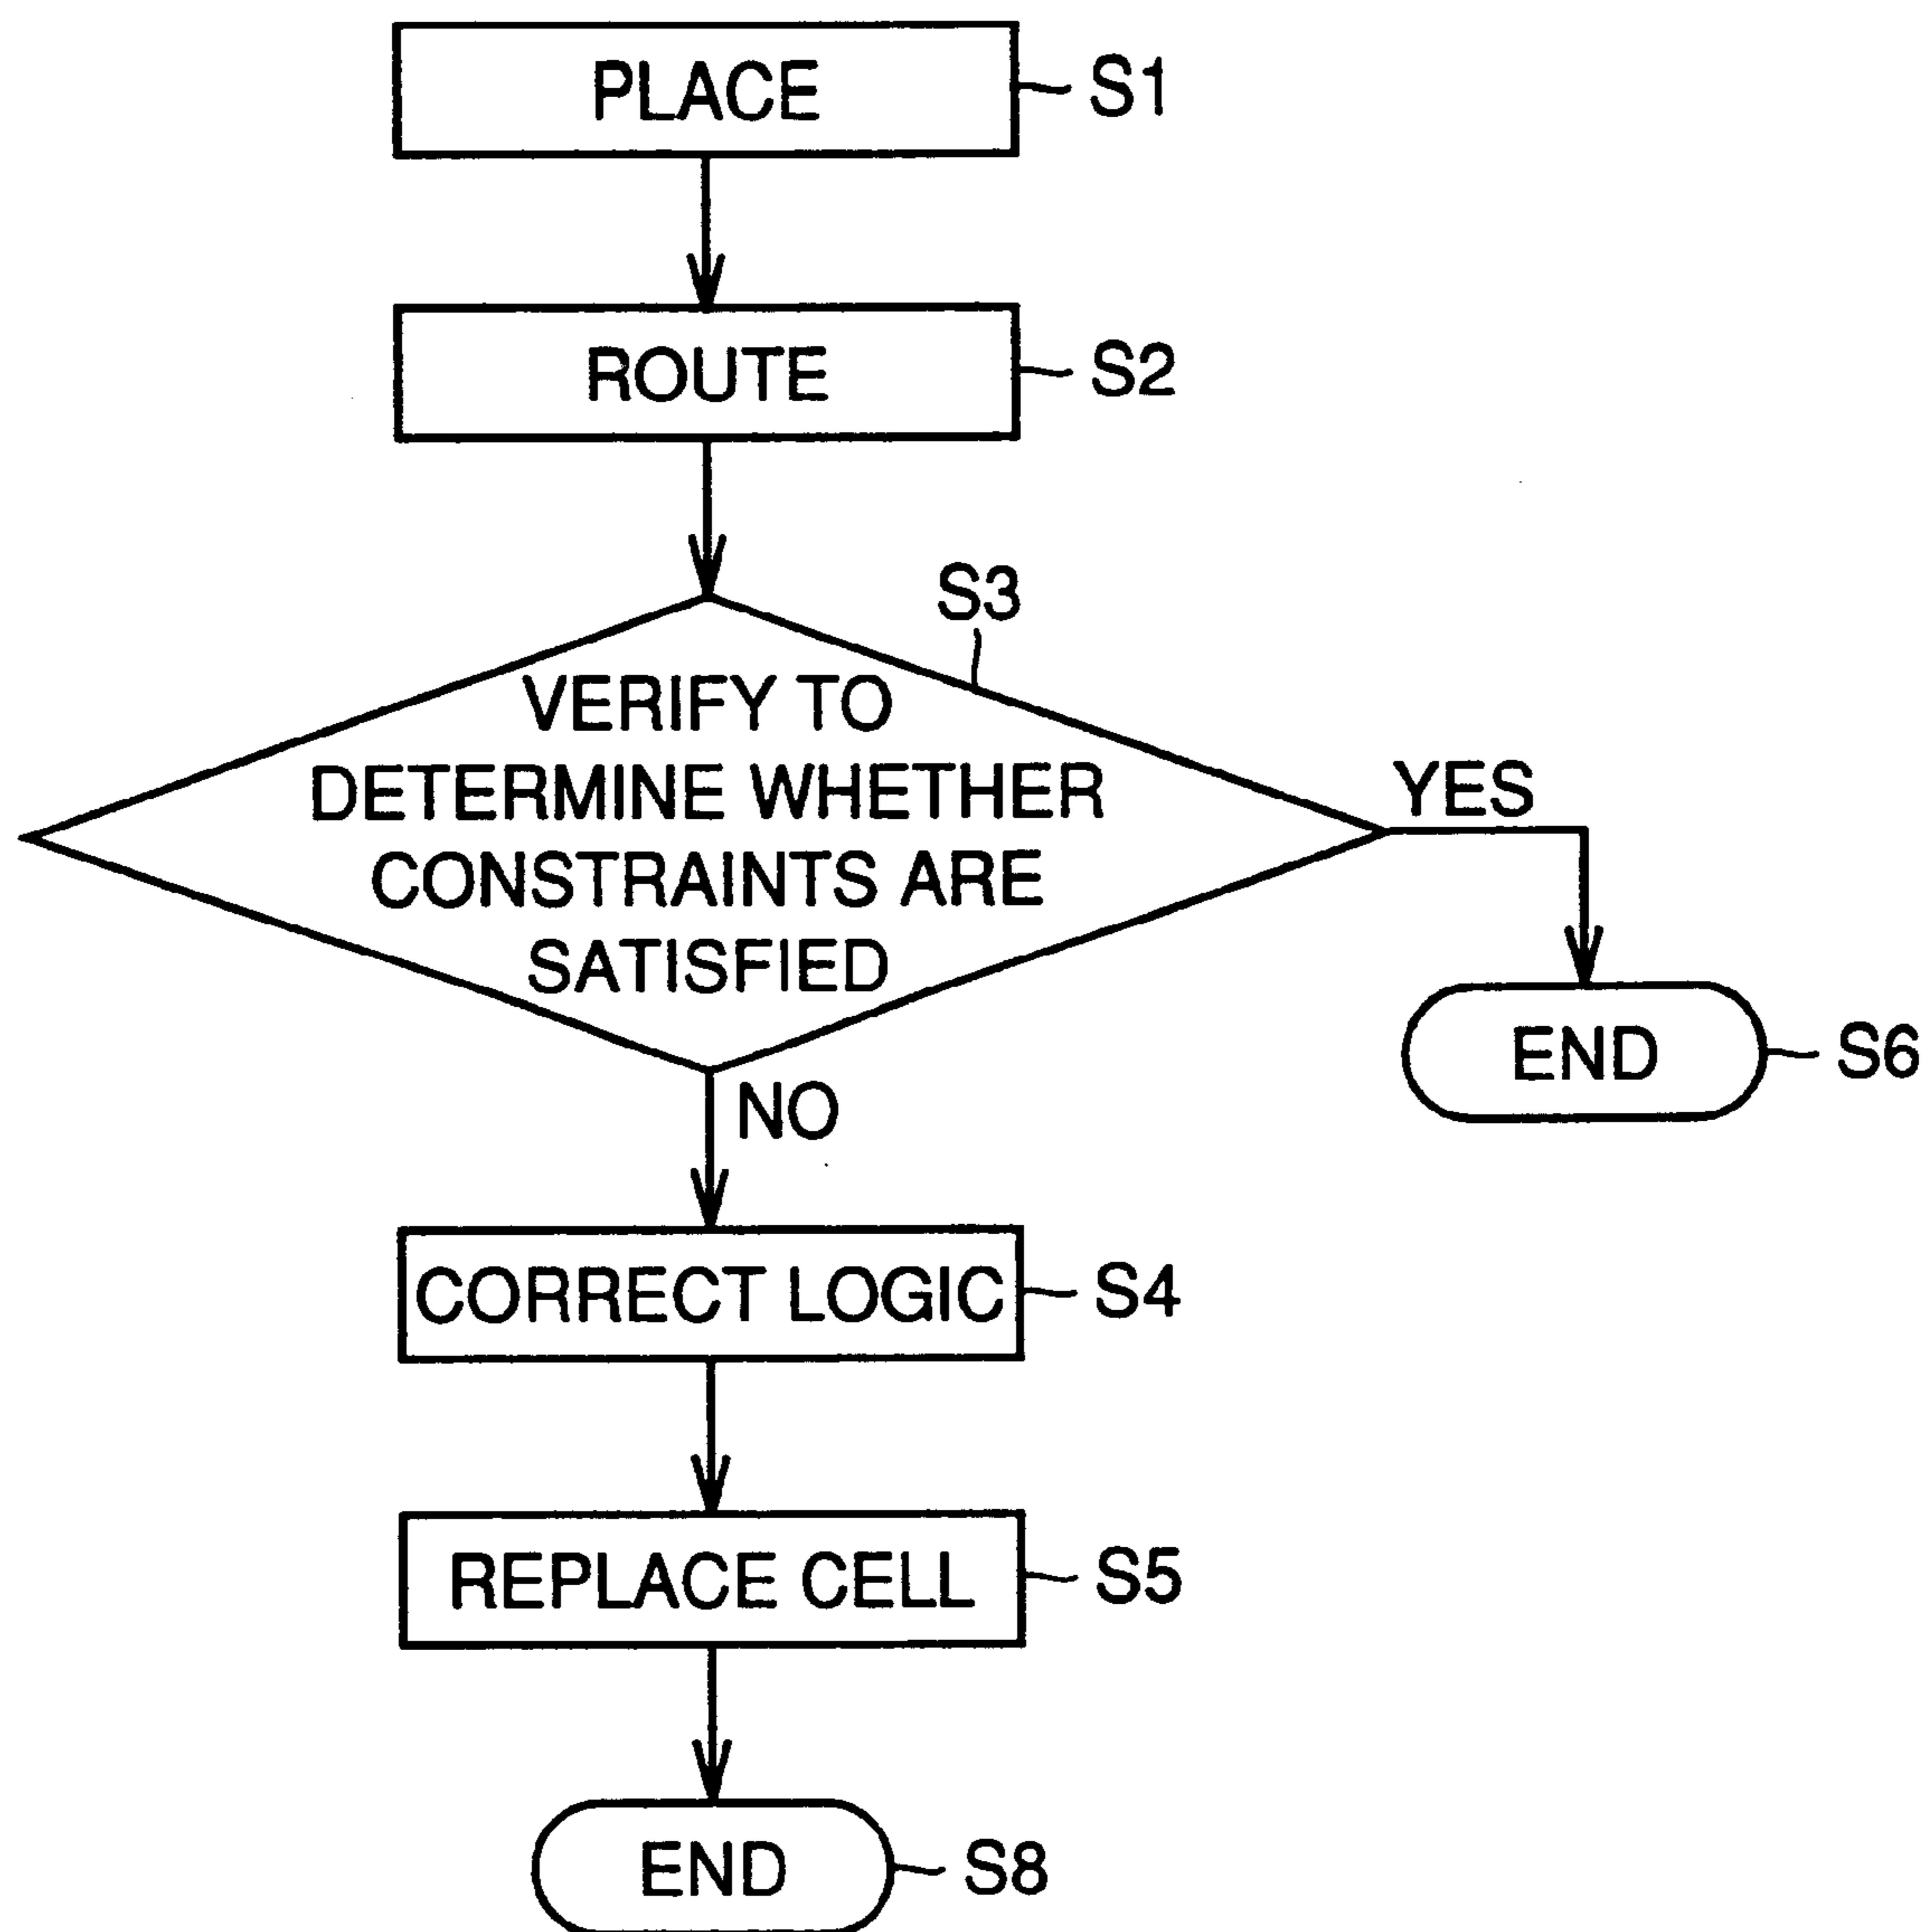 PLACE
S1
ROUTE
S2
S3
VERIFY TO
DETERMINE WHETHER
CONSTRAINTS ARE
SATISFIED
YES
END
S6
NO
CORRECT LOGIC
S4
REPLACE CELL
S5
END
S8